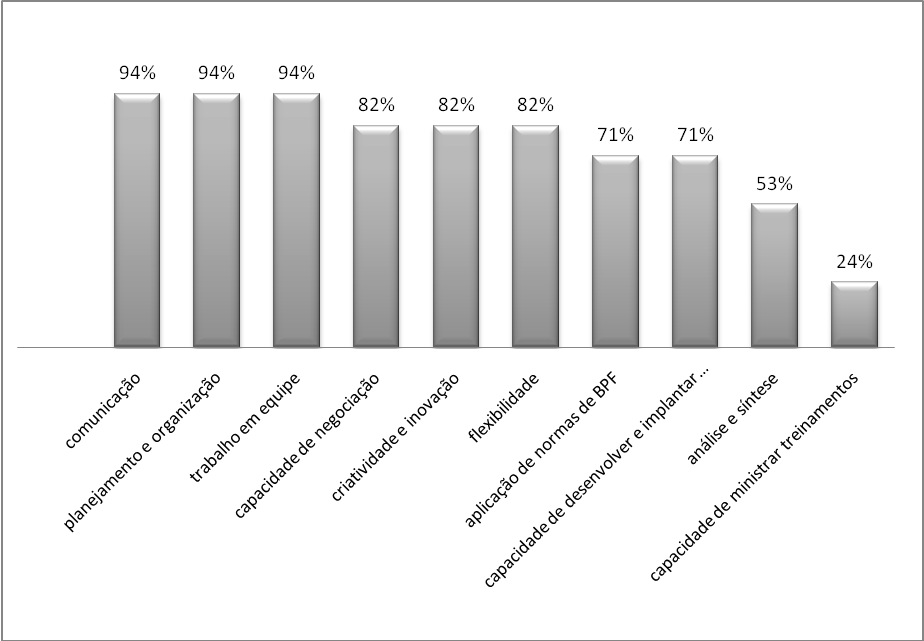 94%
94%
94%
82%
82%
82%
71%
71%
53%
24%
comunicação
planejamento e organização
trabalho em equipe
capacidade de negociação
criatividade e inovação
flexibilidade
aplicação de normas de BPF
capacidade de desenvolver e implantar...
análise e síntese
capacidade de ministrar treinamentos